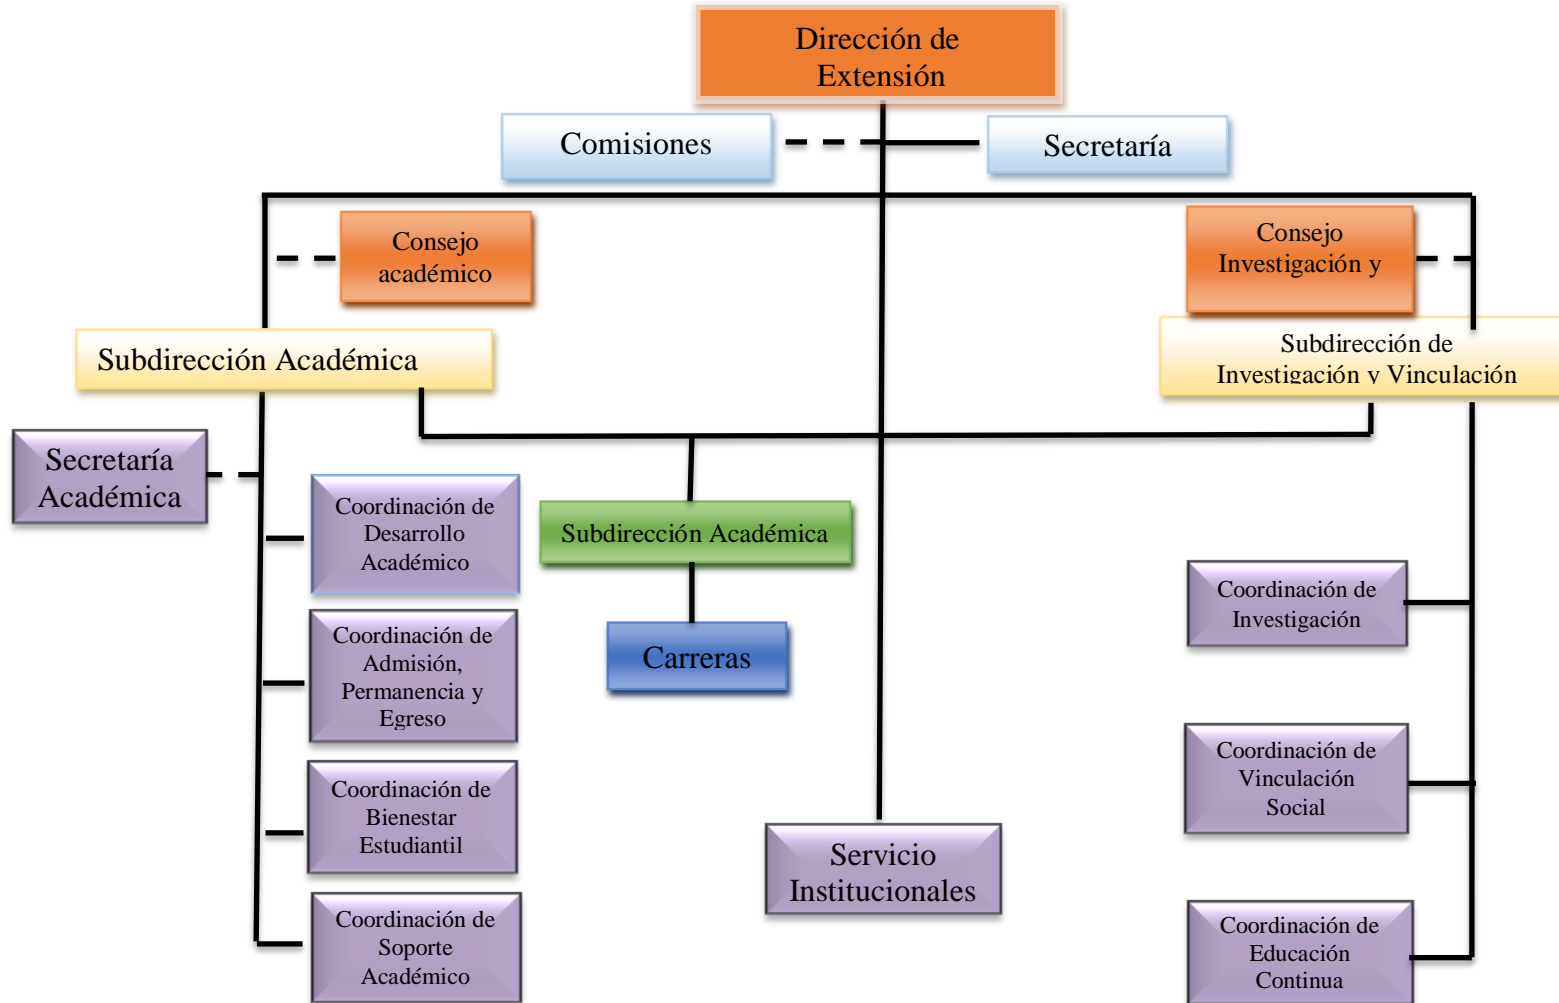 Dirección de
Extensión
Comisiones
Secretaría
Consejo
académico
Consejo
Investigación y
Subdirección Académica
Subdirección de
Investigación y Vinculación
Secretaría
Académica
Coordinación de
Desarrollo
Académico
Subdirección Académica
Coordinación de
Investigación
Coordinación de
Admisión,
Permanencia y
Egreso
Carreras
Coordinación de
Vinculación
Social
Coordinación de
Bienestar
Estudiantil
Servicio
Institucionales
Coordinación de
Soporte
Académico
Coordinación de
Educación
Continua